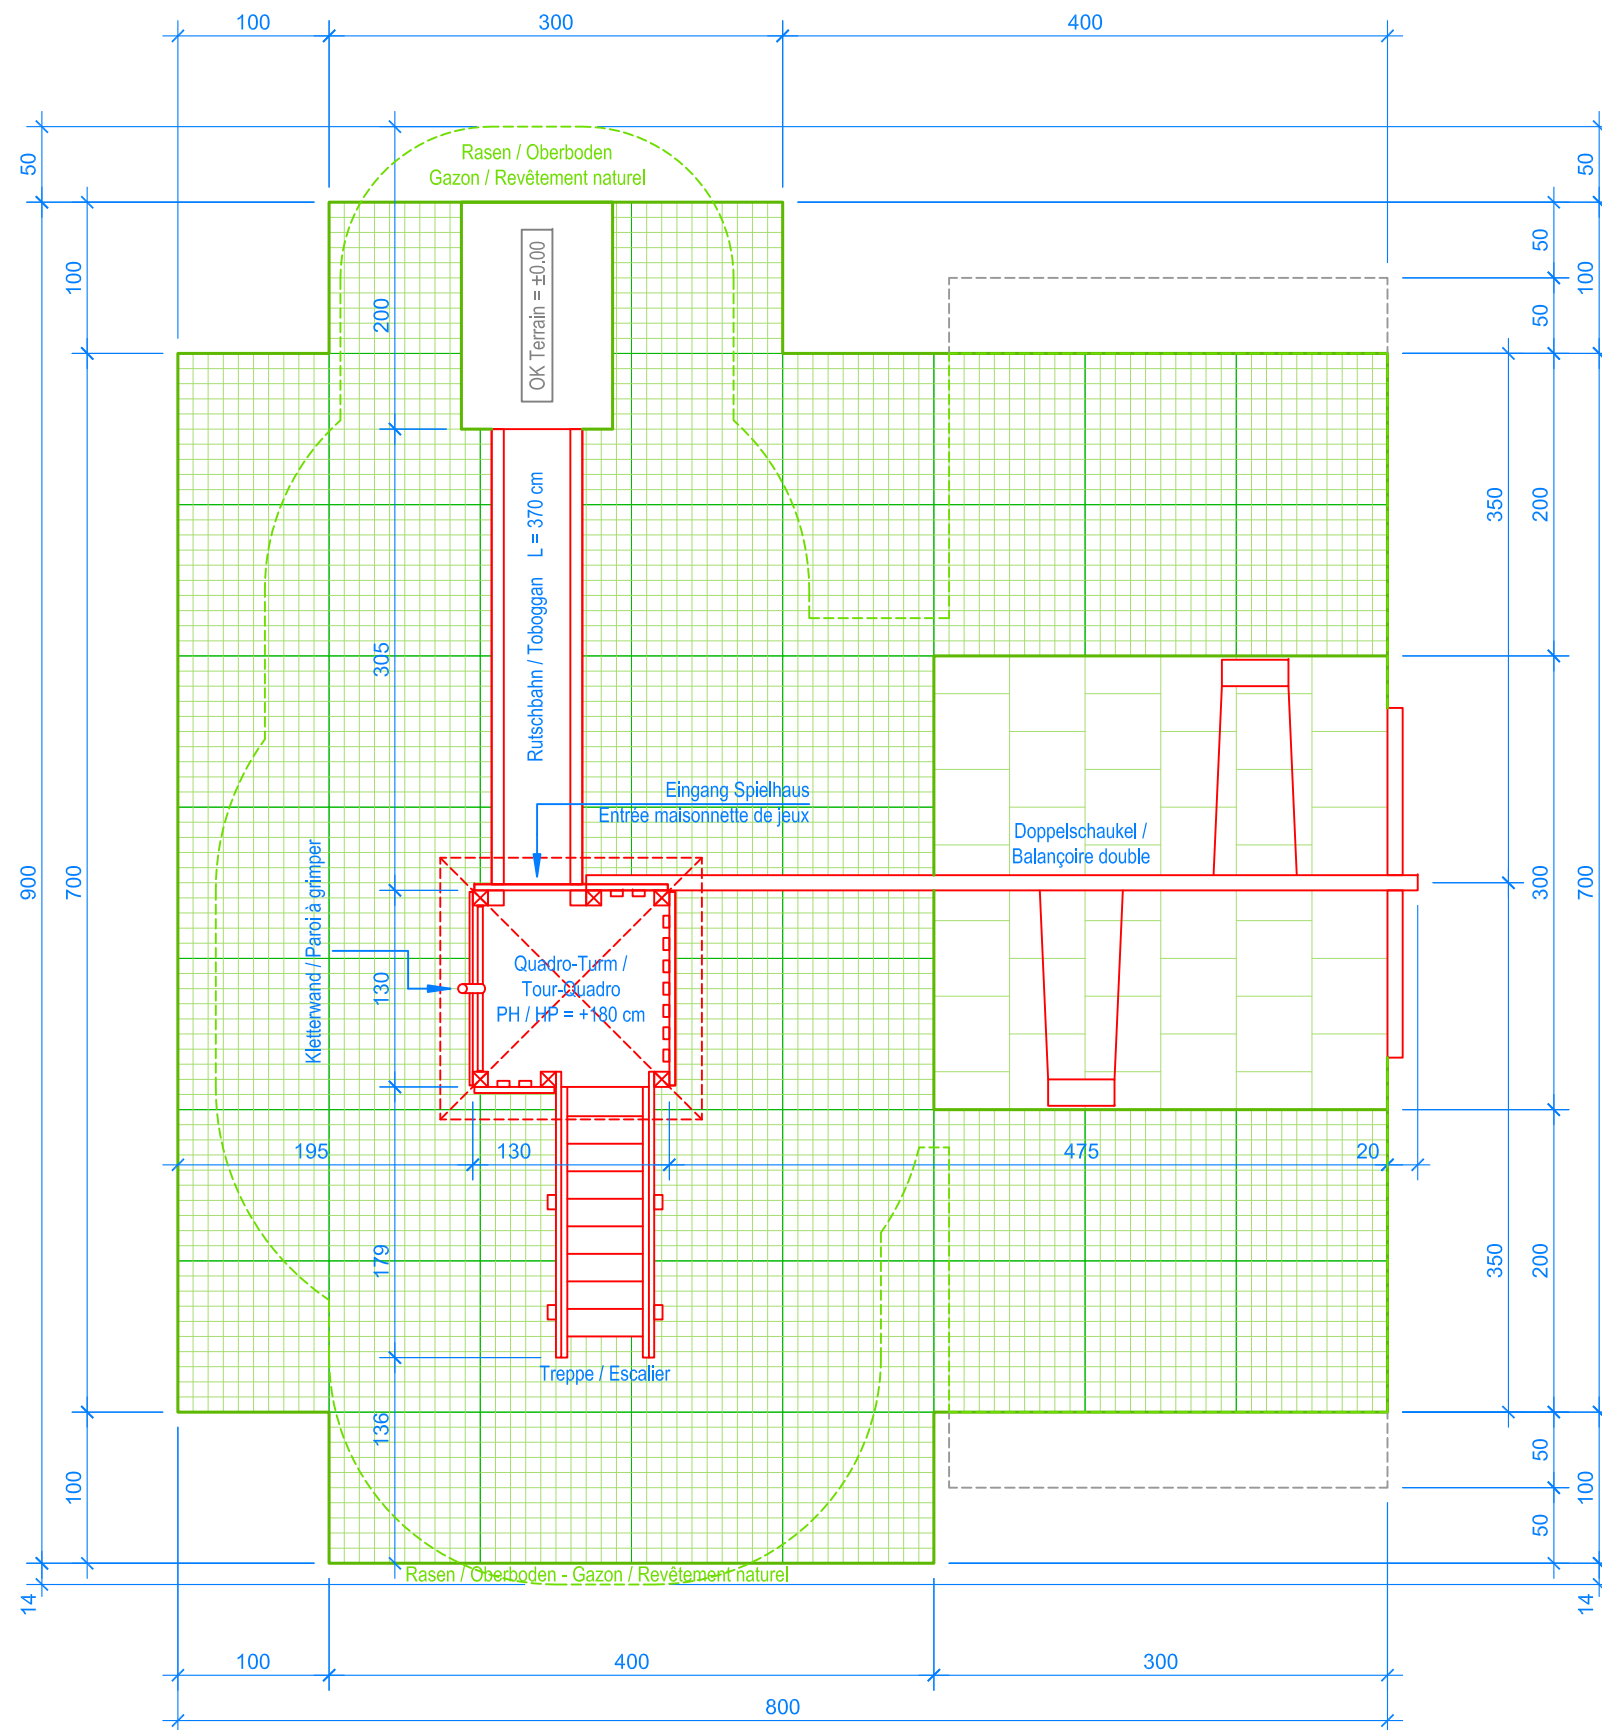 100
300
400
50
50
Rasen / Oberboden
Gazon / Revêtement naturel
50
100
200
OK Terrain = ±0.00
50
100
Rutschbahn / Toboggan   L = 370 cm
350
200
305
Eingang Spielhaus
Entrée maisonnette de jeux
Doppelschaukel /
Balançoire double
900
700
Kletterwand / Paroi à grimper
300
700
130
Quadro-Turm /
Tour-Quadro
PH / HP = +180 cm
195
130
475
20
179
350
200
Treppe / Escalier
136
50
100
100
50
Rasen / Oberboden - Gazon / Revêtement naturel
14
14
100
400
300
800